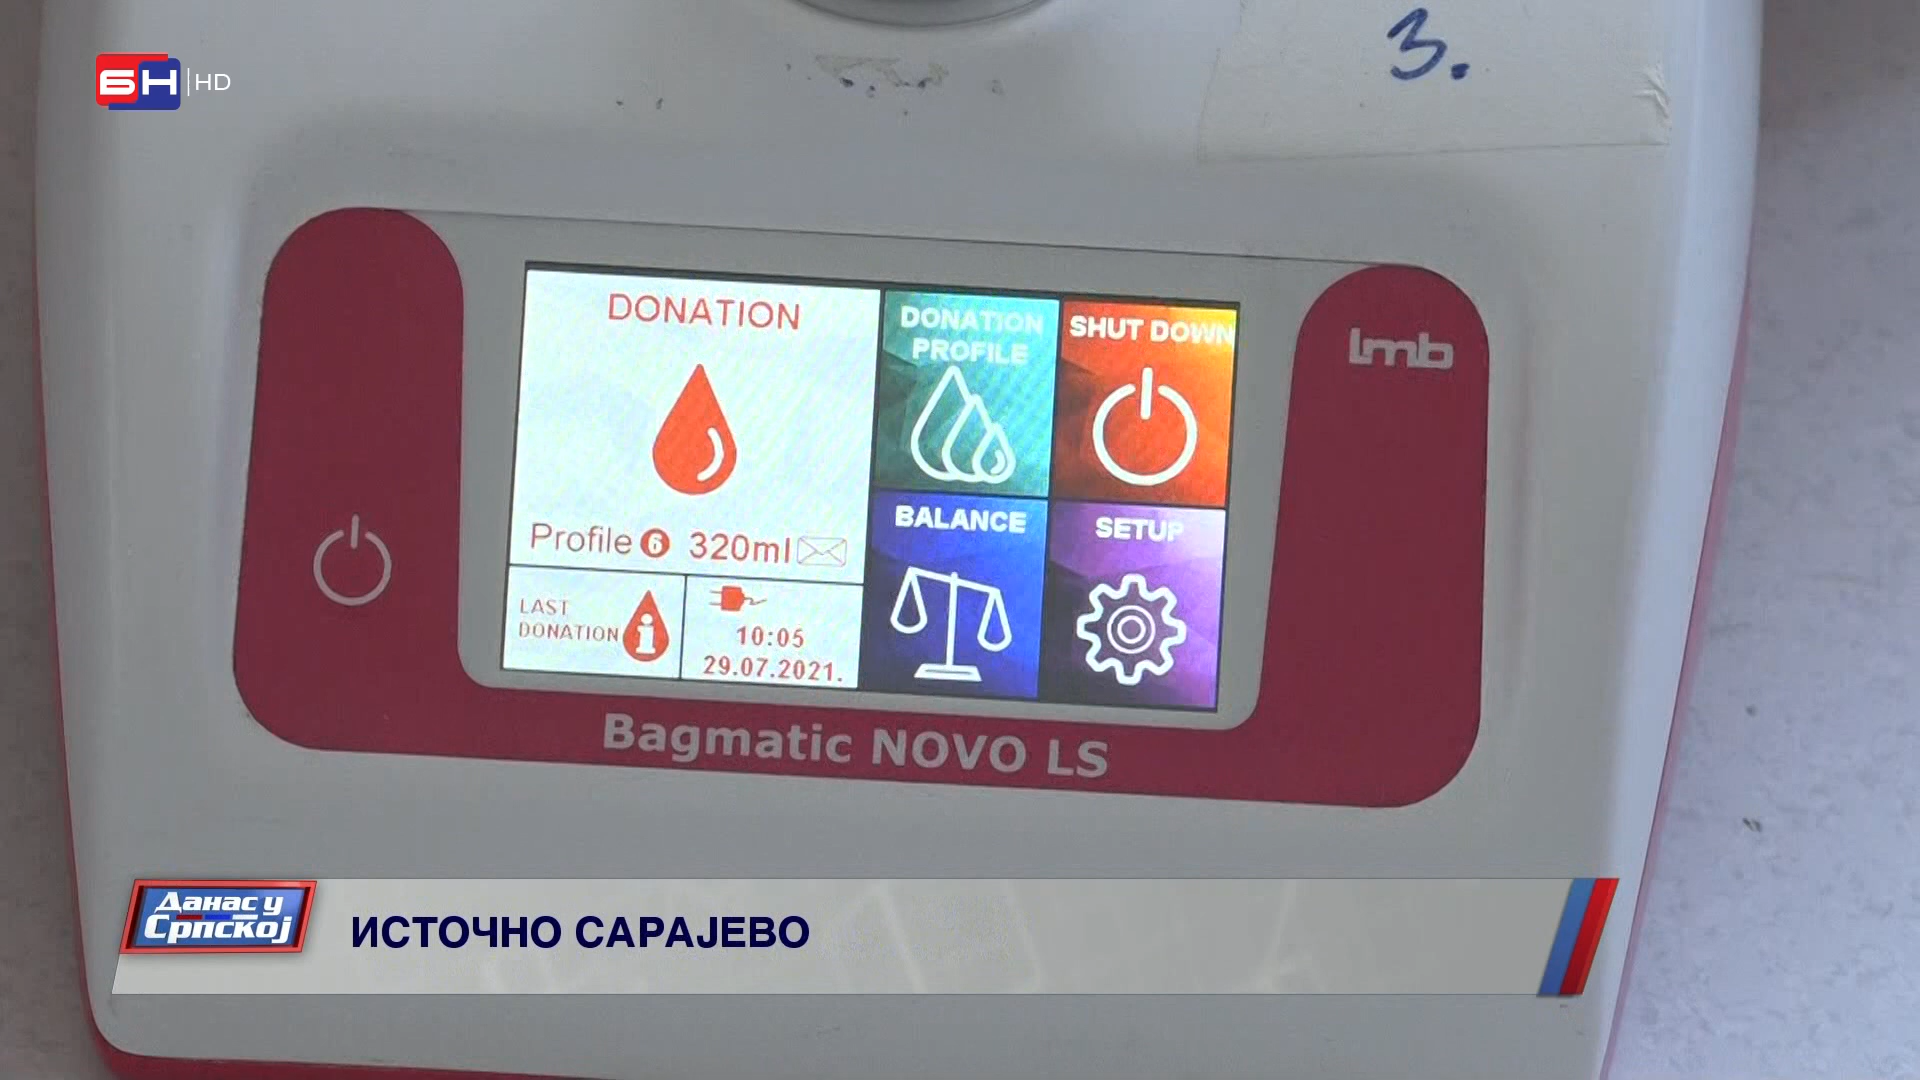 БН HD
3.
DONATION
Profile 6 320ml
LAST
DONATION
10:05
29.07.2021.
DONATION
PROFILE
SHUT DOWN
BALANCE
SETUP
lmb
Bagmatic NOVO LS
Данас у
Српској
ИСТОЧНО САРАЈЕВО